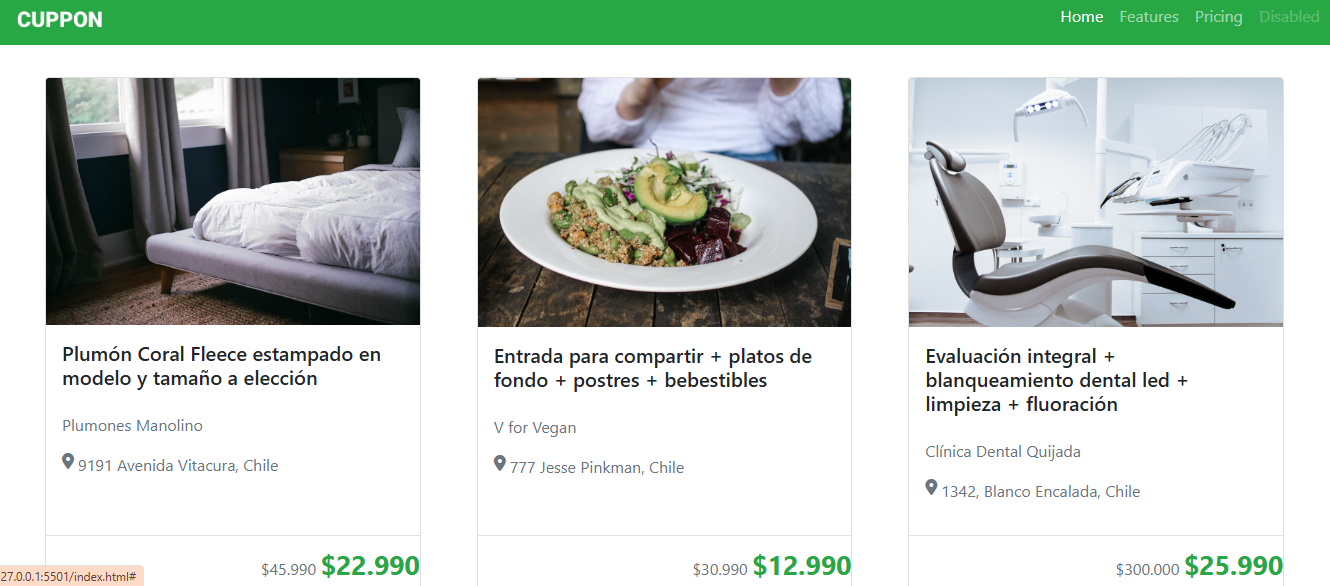 CUPPON
Home Features Pricing Disabled
Plumón Coral Fleece estampado en
modelo y tamaño a elección
Plumones Manolino
9191 Avenida Vitacura, Chile
$45.990 $22.990
Entrada para compartir + platos de
fondo + postres + bebestibles
V for Vegan
777 Jesse Pinkman, Chile
$30.990 $12.990
Evaluación integral +
blanqueamiento dental led +
limpieza + fluoración
Clínica Dental Quijada
1342, Blanco Encalada, Chile
$300.000 $25.990
27.0.0.1:5501/index.html#